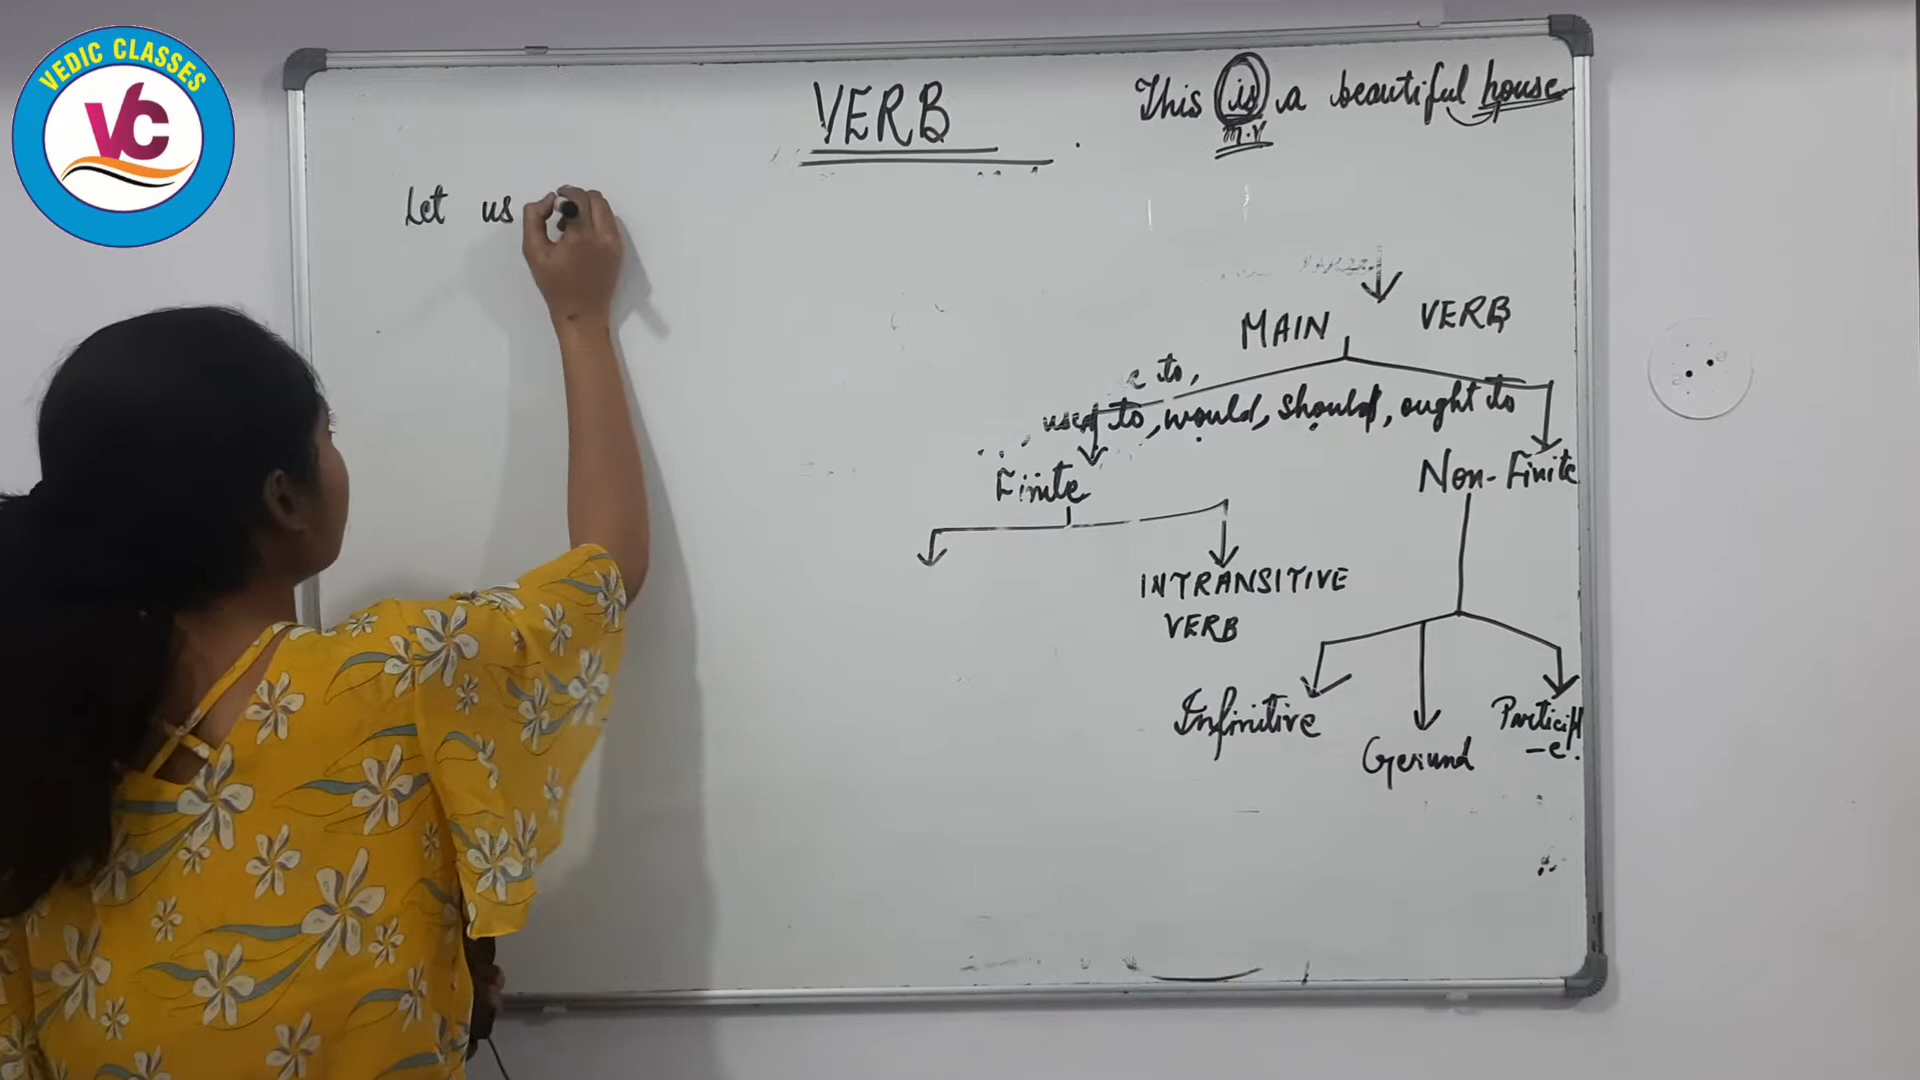 VEDIC CLASSES
VC
VERB
This is a beautiful house
m.v
Let us
MAIN VERB
to,
used to, would, should, ought to
Finite
Non-Finite
INTRANSITIVE
VERB
Infinitive
Gerund
Particip
-e.